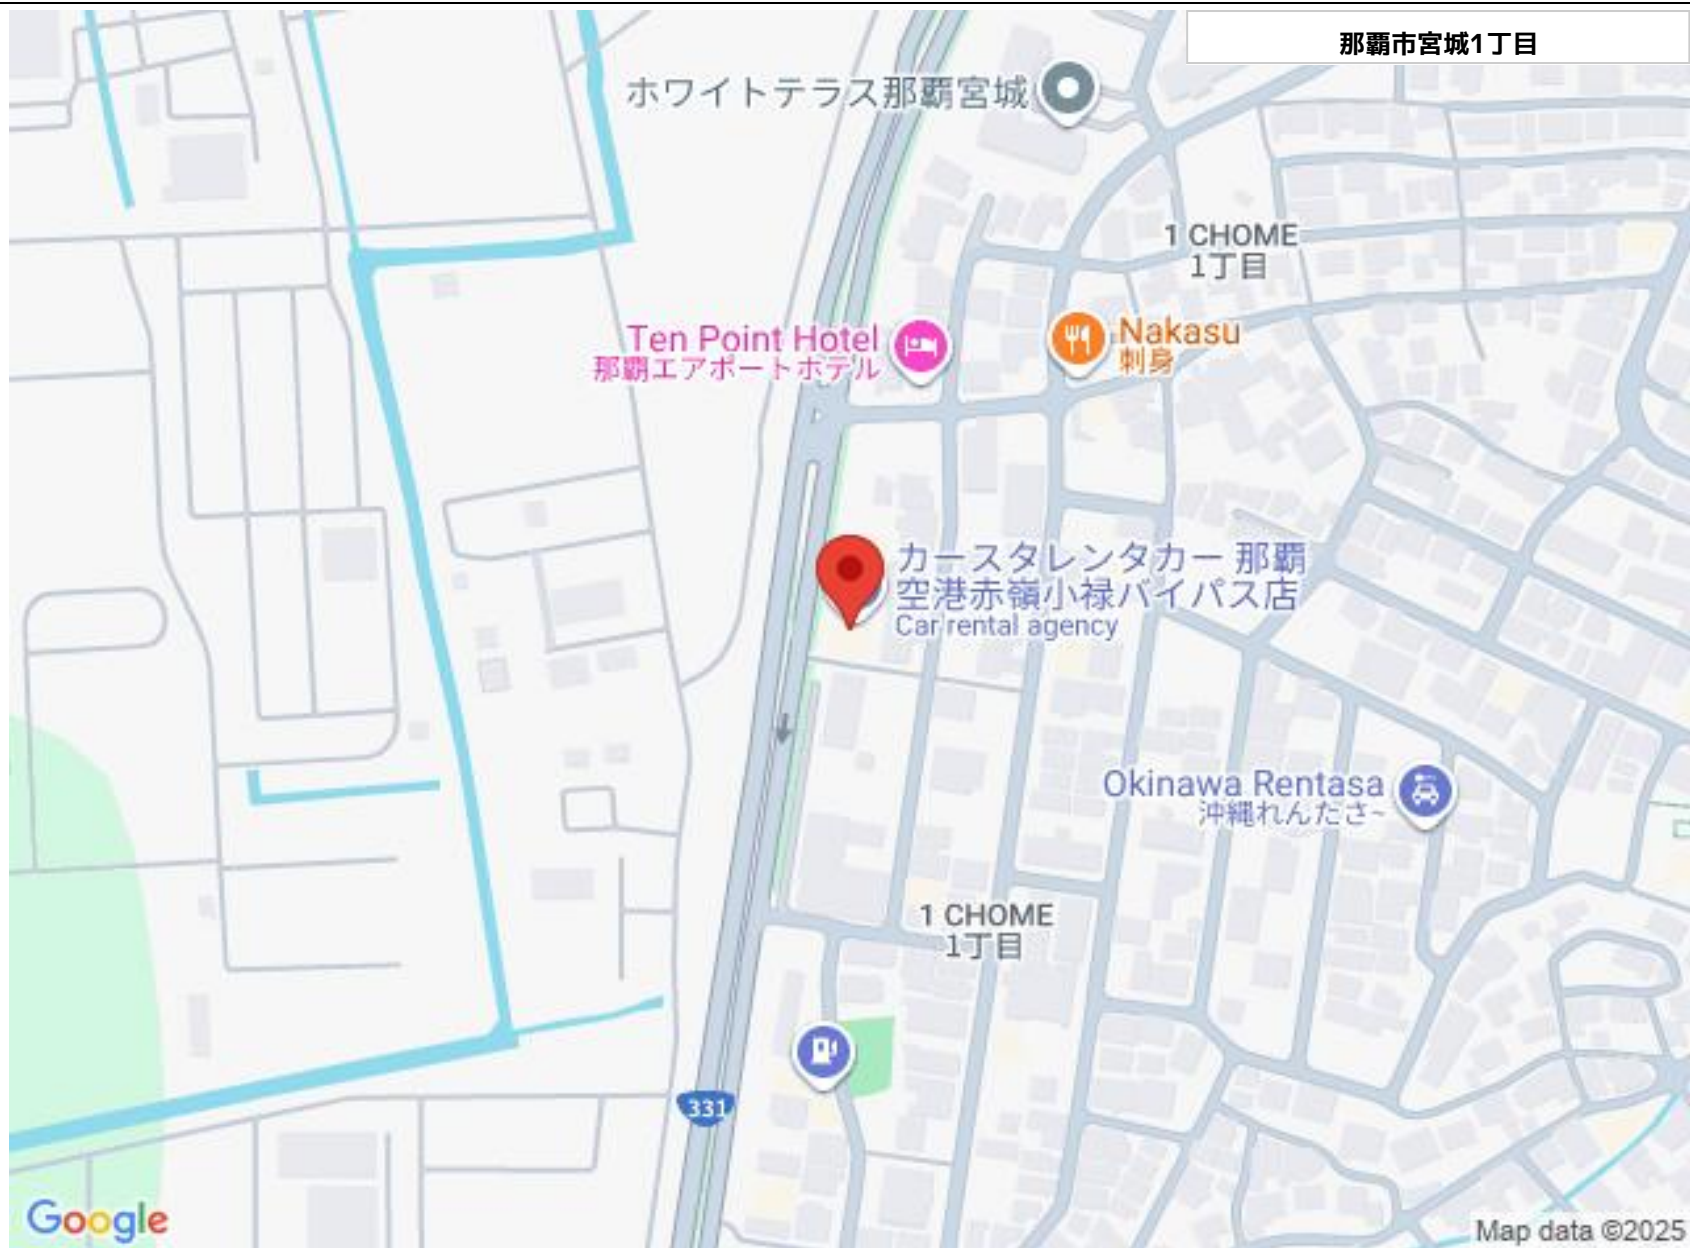 那覇市宮城1丁目
ホワイトテラス那覇宮城
1 CHOME
1丁目
Ten Point Hotel
那覇エアポートホテル
Nakasu
刺身
カースタレンタカー 那覇
空港赤嶺小禄バイパス店
Car rental agency
Okinawa Rentasa
沖縄れんたさ~
1 CHOME
1丁目
331
Google
Map data ©2025